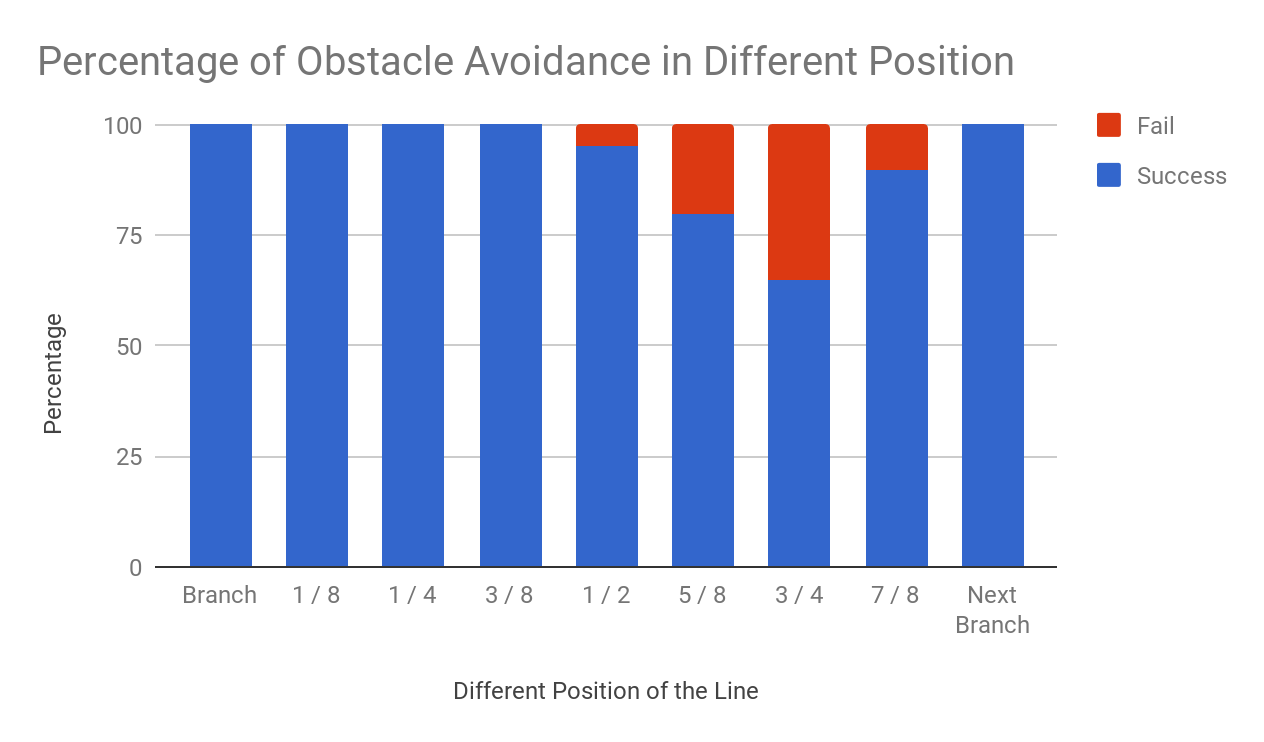 Percentage of Obstacle Avoidance in Different Position
Fail
Success
Percentage
100
75
50
25
0
Branch
1 / 8
1 / 4
3 / 8
1 / 2
5 / 8
3 / 4
7 / 8
Next
Branch
Different Position of the Line